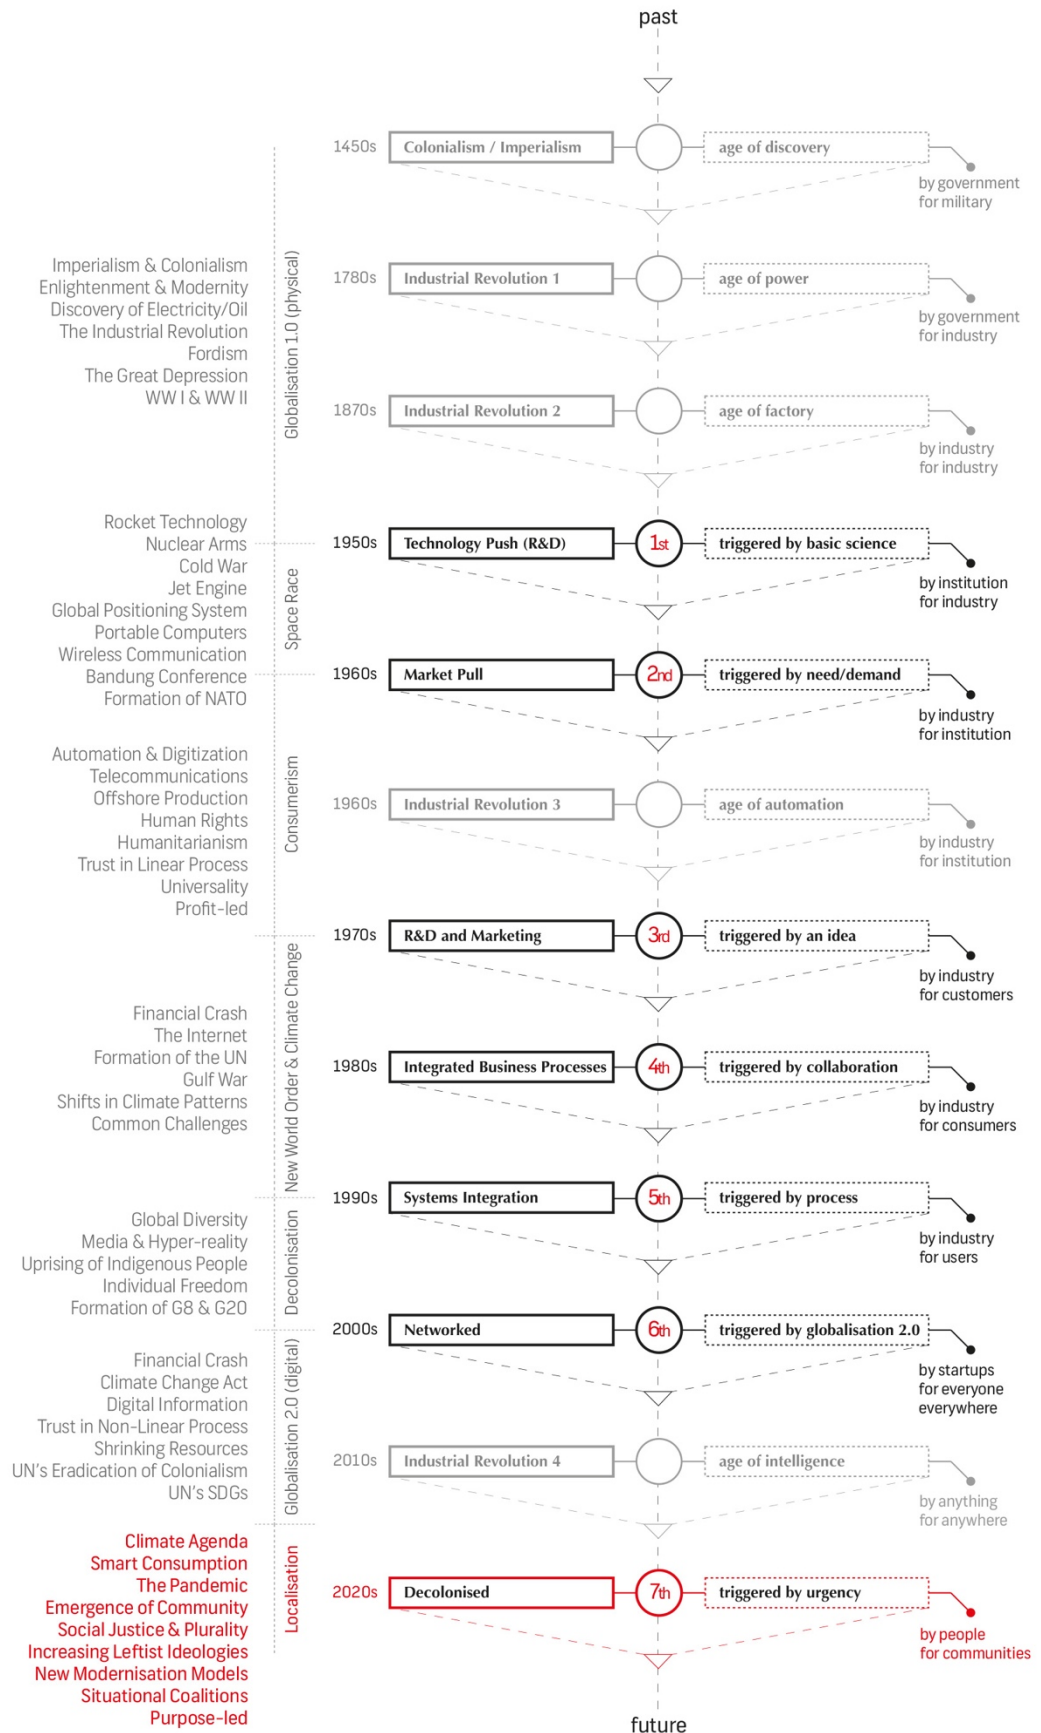 past
1450s
Colonialism / Imperialism
age of discovery
by government
for military
Globalisation 1.0 (physical)
Imperialism & Colonialism
Enlightenment & Modernity
Discovery of Electricity/Oil
The Industrial Revolution
Fordism
The Great Depression
WW I & WW II
1780s
Industrial Revolution 1
age of power
by government
for industry
1870s
Industrial Revolution 2
age of factory
by industry
for industry
Rocket Technology
Nuclear Arms
Cold War
Jet Engine
Global Positioning System
Portable Computers
Wireless Communication
Bandung Conference
Formation of NATO
Space Race
1950s
Technology Push (R&D)
1st
triggered by basic science
by institution
for industry
1960s
Market Pull
2nd
triggered by need/demand
by industry
for institution
Automation & Digitization
Telecommunications
Offshore Production
Human Rights
Humanitarianism
Trust in Linear Process
Universality
Profit-led
Consumerism
1960s
Industrial Revolution 3
age of automation
by industry
for institution
1970s
R&D and Marketing
3rd
triggered by an idea
by industry
for customers
Financial Crash
The Internet
Formation of the UN
Gulf War
Shifts in Climate Patterns
Common Challenges
New World Order & Climate Change
1980s
Integrated Business Processes
4th
triggered by collaboration
by industry
for consumers
1990s
Systems Integration
5th
triggered by process
by industry
for users
Global Diversity
Media & Hyper-reality
Uprising of Indigenous People
Individual Freedom
Formation of G8 & G20
Decolonisation
2000s
Networked
6th
triggered by globalisation 2.0
by startups
for everyone
everywhere
Financial Crash
Climate Change Act
Digital Information
Trust in Non-Linear Process
Shrinking Resources
UN's Eradication of Colonialism
UN's SDGs
Globalisation 2.0 (digital)
2010s
Industrial Revolution 4
age of intelligence
by anything
for anywhere
Climate Agenda
Smart Consumption
The Pandemic
Emergence of Community
Social Justice & Plurality
Increasing Leftist Ideologies
New Modernisation Models
Situational Coalitions
Purpose-led
Localisation
2020s
Decolonised
7th
triggered by urgency
by people
for communities
future